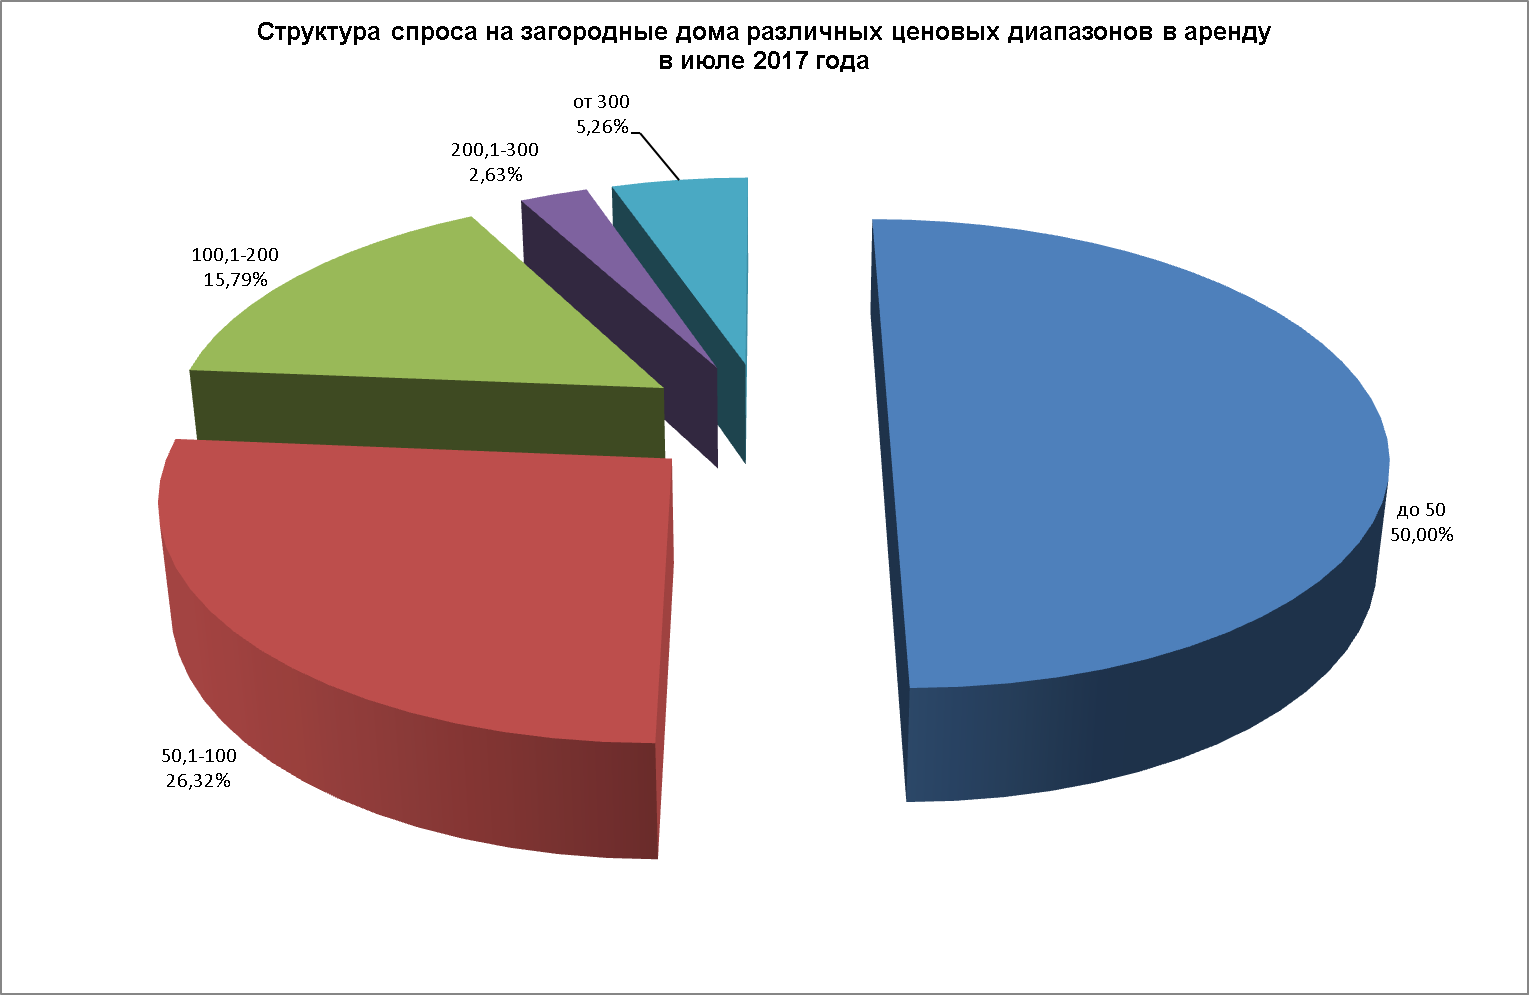 Структура спроса на загородные дома различных ценовых диапазонов в аренду
в июле 2017 года
от 300
5,26%
200,1-300
2,63%
100,1-200
15,79%
до 50
50,00%
50,1-100
26,32%